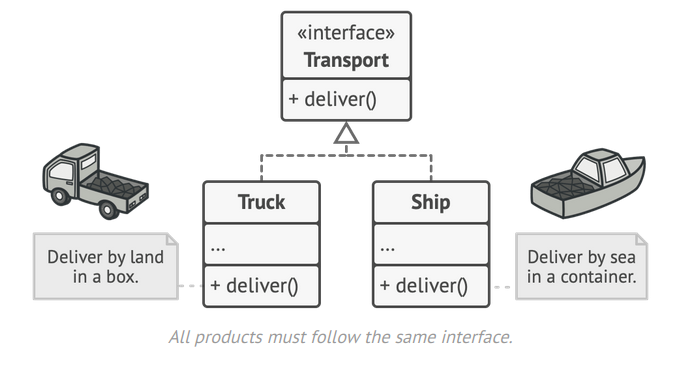 «interface»
Transport
+ deliver()
Truck
Ship
...
...
Deliver by land
in a box.
+ deliver()
+ deliver()
Deliver by sea
in a container.
All products must follow the same interface.